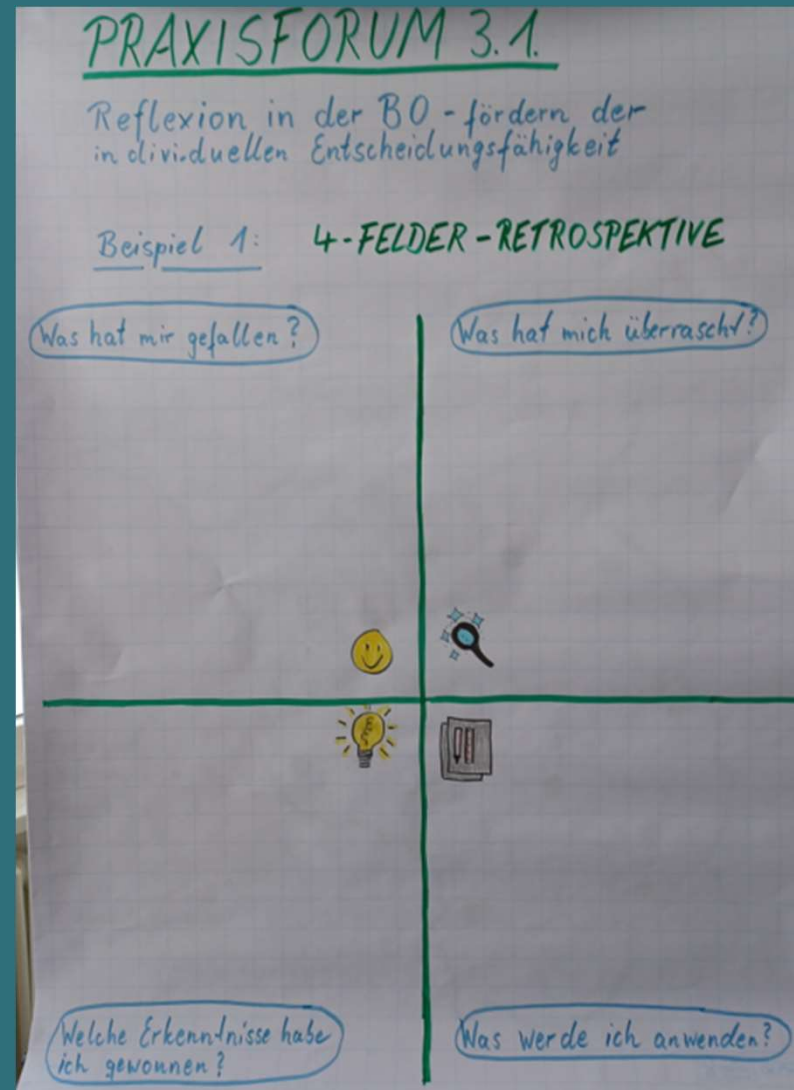 PRAXISFORUM 3.1.
Reflexion in der BO - fördern der
individuellen Entscheidungsfähigkeit
Beispiel 1: 4-FELDER-RETROSPEKTIVE
Was hat mir gefallen?
Was hat mich überrascht?
Welche Erkenntnisse habe
ich gewonnen?
Was werde ich anwenden?